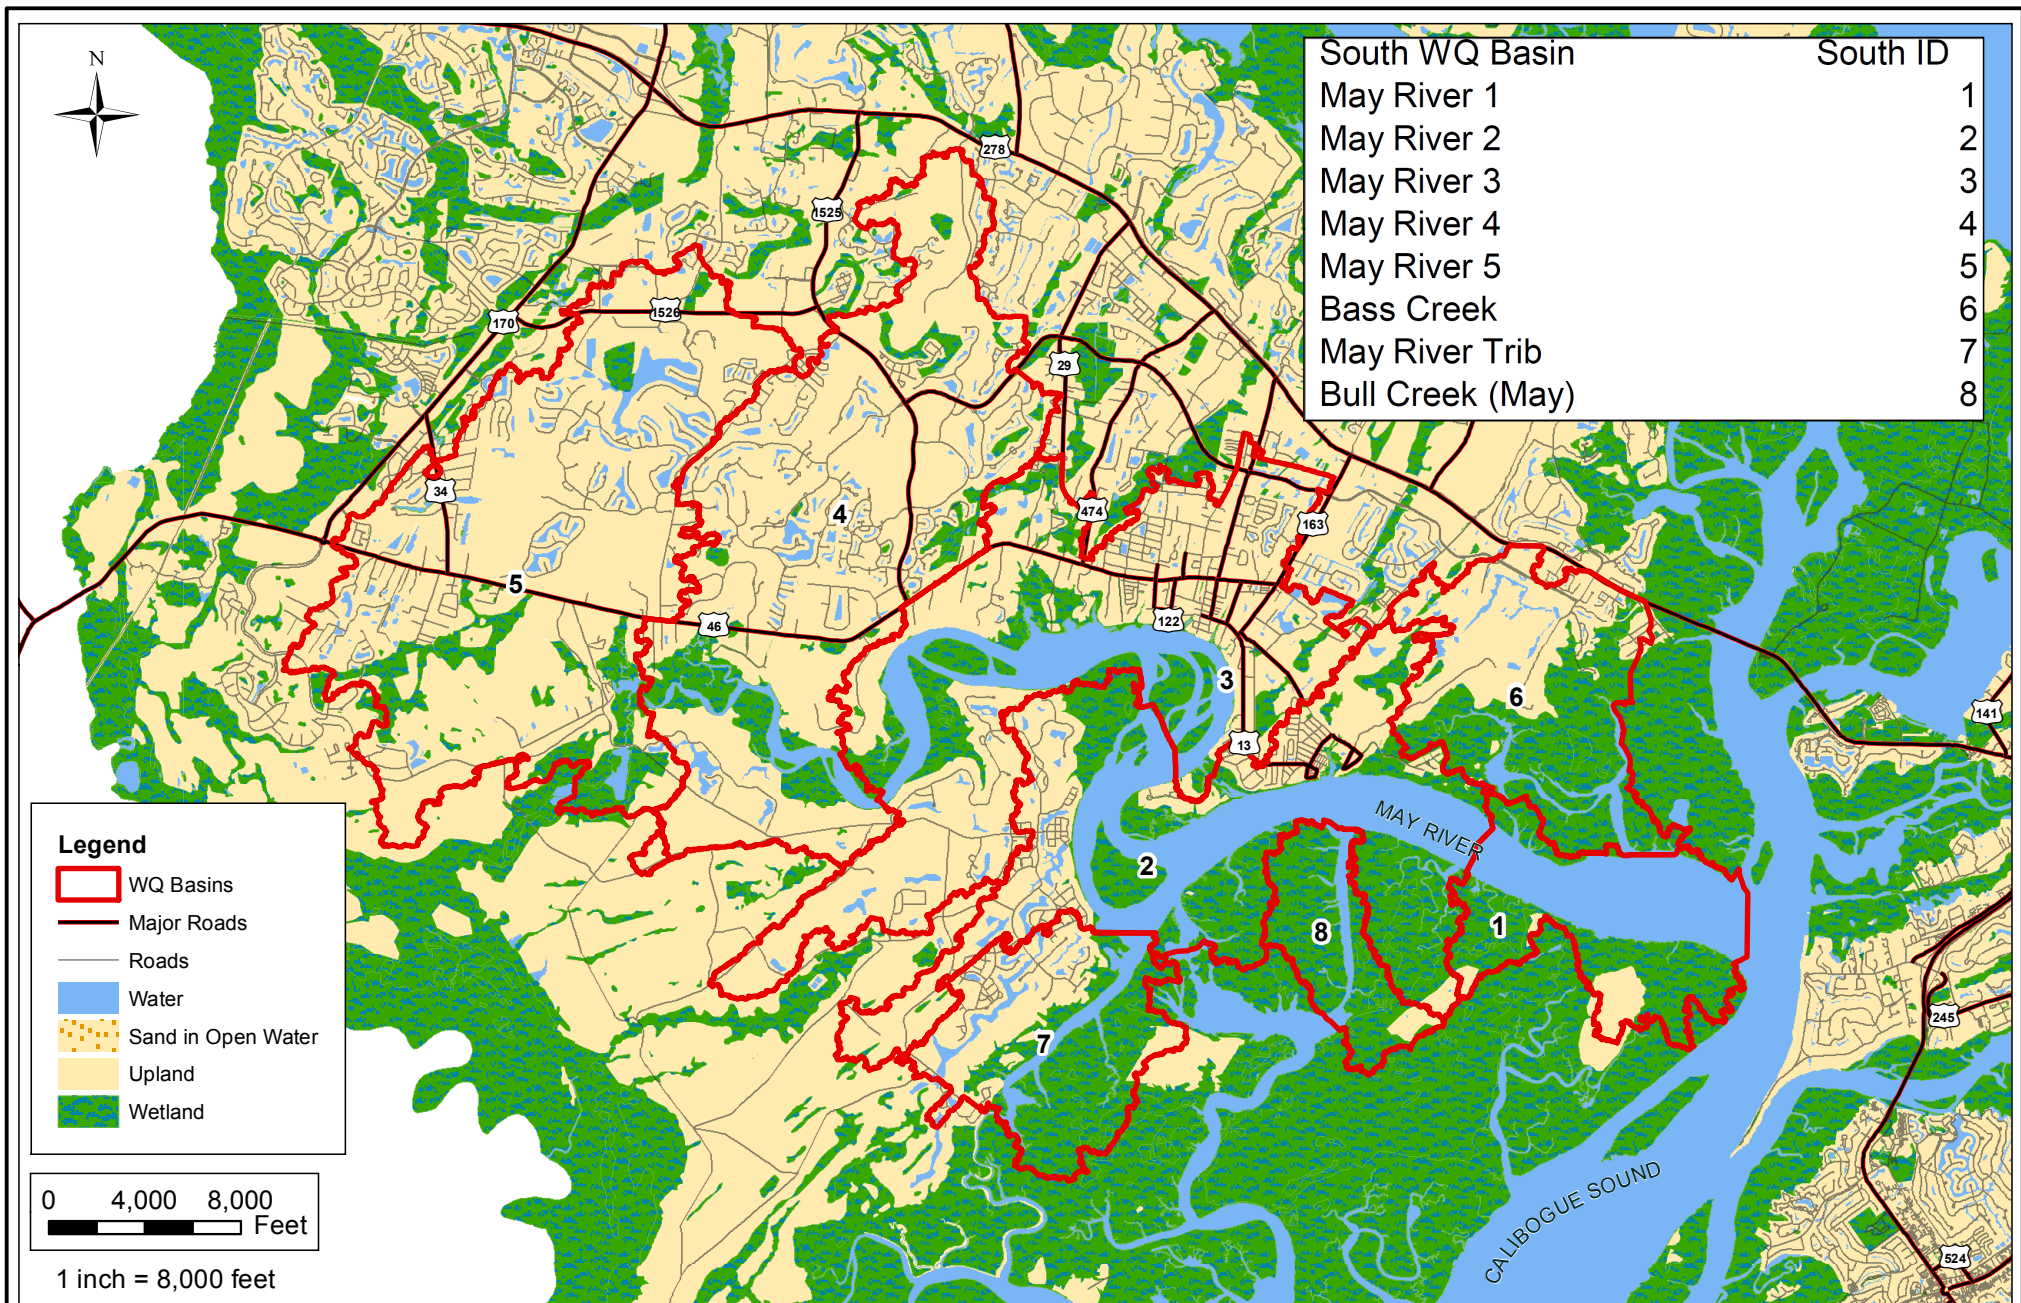 N
South WQ Basin South ID
May River 1 1
May River 2 2
May River 3 3
May River 4 4
May River 5 5
Bass Creek 6
May River Trib 7
Bull Creek (May) 8
278
1525
170
1526
29
34
474
163
4
5
46
122
3
6
141
13
MAY RIVER
2
8
1
7
245
CALIBOGUE SOUND
524
Legend
WQ Basins
Major Roads
Roads
Water
Sand in Open Water
Upland
Wetland
0 4,000 8,000
Feet
1 inch = 8,000 feet